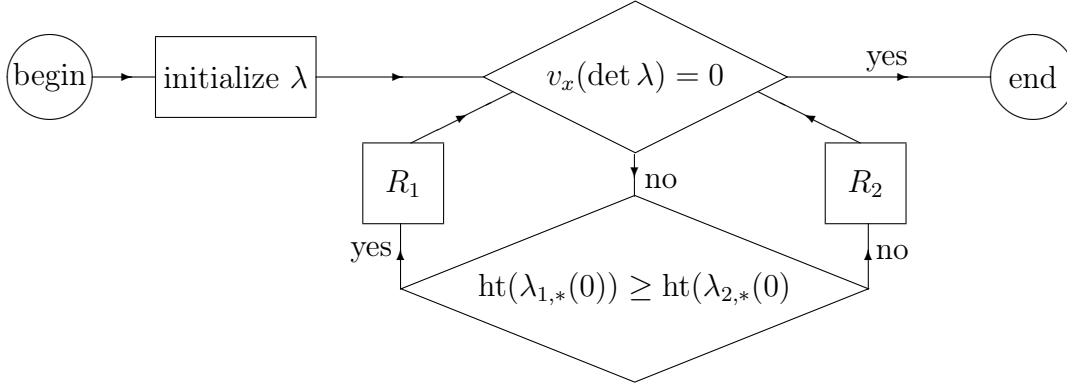 begin
initialize λ
v_x(det λ) = 0
yes
end
no
R_1
R_2
yes
no
ht(λ_{1,∗}(0)) ≥ ht(λ_{2,∗}(0)